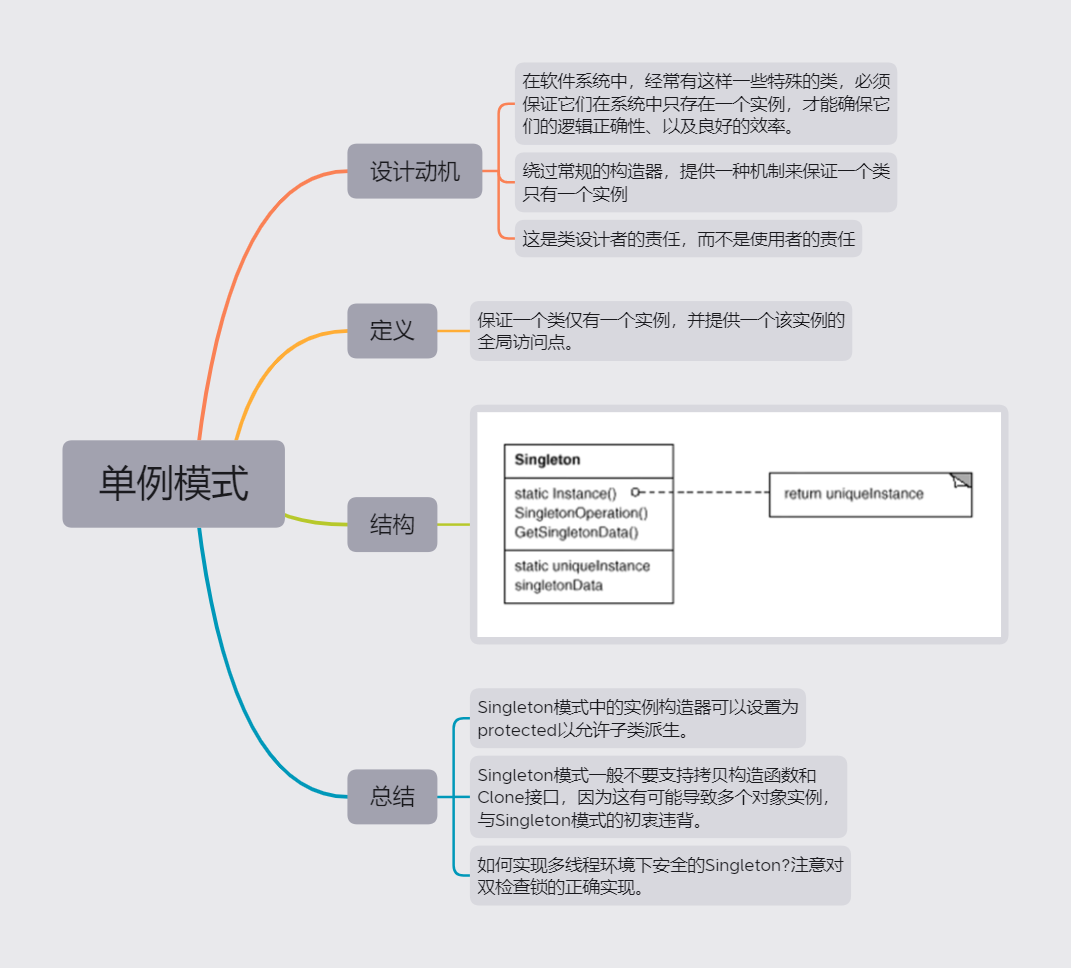 设计动机
在软件系统中，经常有这样一些特殊的类，必须
保证它们在系统中只存在一个实例，才能确保它
们的逻辑正确性、以及良好的效率。
绕过常规的构造器，提供一种机制来保证一个类
只有一个实例
这是类设计者的责任，而不是使用者的责任
定义
保证一个类仅有一个实例，并提供一个该实例的
全局访问点。
单例模式
结构
Singleton
static Instance()
SingletonOperation()
GetSingletonData()
static uniqueInstance
singletonData
return uniqueInstance
总结
Singleton模式中的实例构造器可以设置为
protected以允许子类派生。
Singleton模式一般不要支持拷贝构造函数和
Clone接口，因为这有可能导致多个对象实例，
与Singleton模式的初衷违背。
如何实现多线程环境下安全的Singleton?注意对
双检查锁的正确实现。